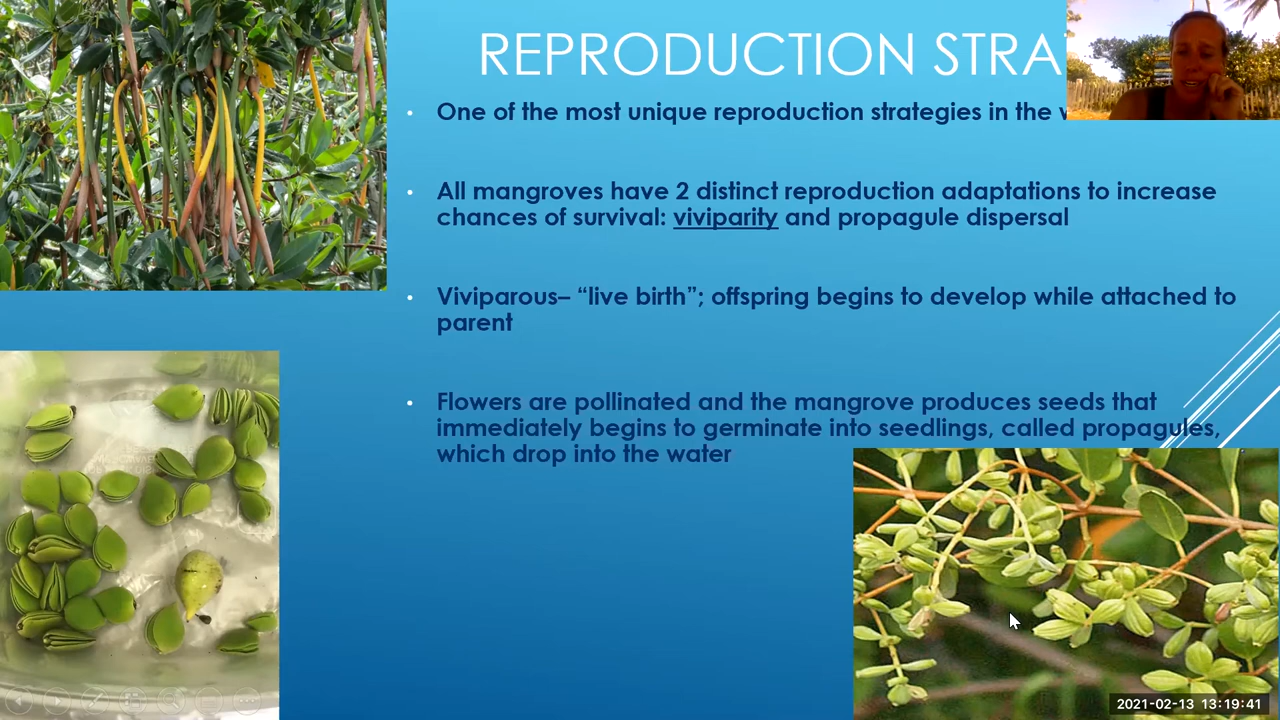 REPRODUCTION STRA
One of the most unique reproduction strategies in the
All mangroves have 2 distinct reproduction adaptations to increase
chances of survival: viviparity and propagule dispersal
Viviparous– “live birth”; offspring begins to develop while attached to
parent
Flowers are pollinated and the mangrove produces seeds that
immediately begins to germinate into seedlings, called propagules,
which drop into the water
2021-02-13 13:19:41